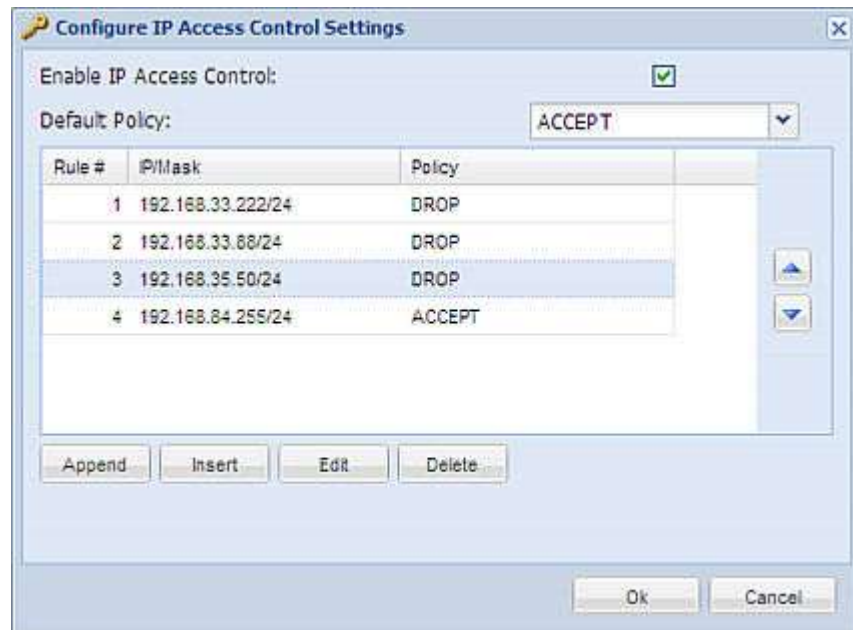 Configure IP Access Control Settings
Enable IP Access Control:
Default Policy: ACCEPT
Rule # IP/Mask Policy
1 192.168.33.222/24 DROP
2 192.168.33.88/24 DROP
3 192.168.35.50/24 DROP
4 192.168.84.255/24 ACCEPT
Append Insert Edit Delete
Ok Cancel